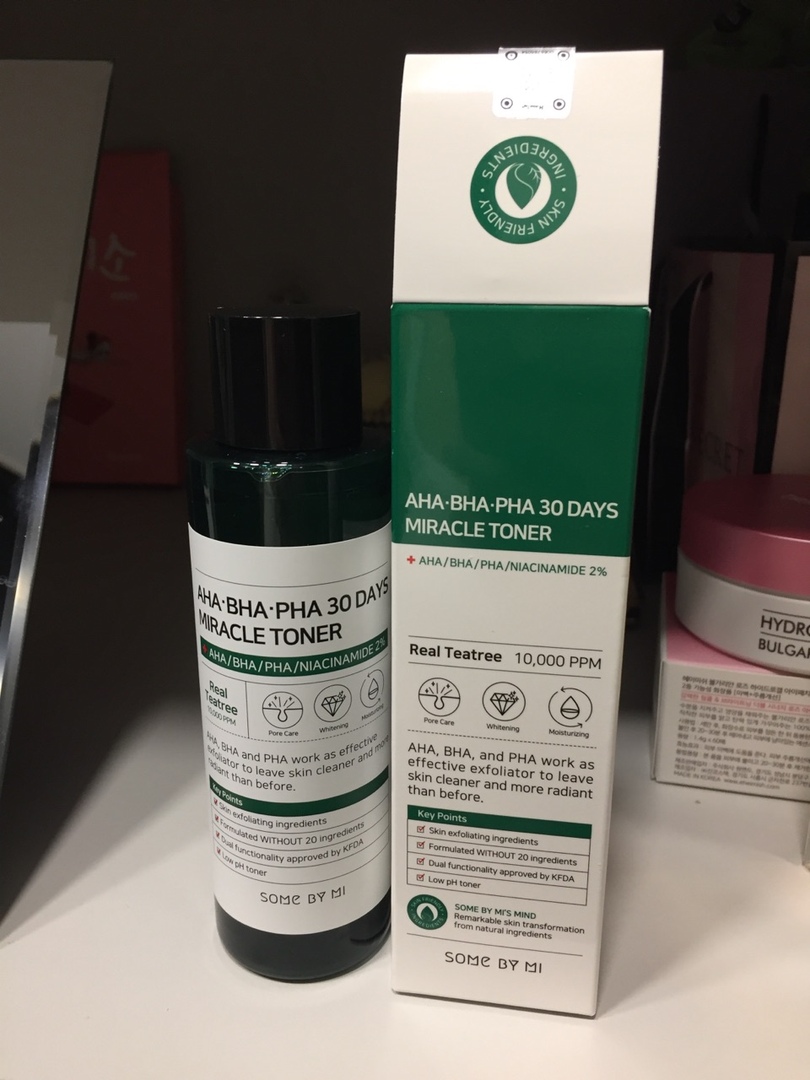 SKIN FRIENDLY · INGREDIENTS ·
AHA·BHA·PHA 30 DAYS
MIRACLE TONER
+ AHA/BHA/PHA/NIACINAMIDE 2%
Real Teatree 10,000 PPM
Pore Care
Whitening
Moisturizing
AHA, BHA, and PHA work as
effective exfoliator to leave
skin cleaner and more radiant
than before.
Key Points
Skin exfoliating ingredients
Formulated WITHOUT 20 ingredients
Dual functionality approved by KFDA
Low pH toner
SOME BY MI'S MIND
Remarkable skin transformation
from natural ingredients
SOME BY MI
AHA·BHA·PHA 30 DAYS
MIRACLE TONER
+ AHA/BHA/PHA/NIACINAMIDE 2%
Real
Teatree
10,000 PPM
Pore Care
Whitening
Moisturizing
AHA, BHA and PHA work as effective
exfoliator to leave skin cleaner and more
radiant than before.
Key Points
Skin exfoliating ingredients
Formulated WITHOUT 20 ingredients
Dual functionality approved by KFDA
Low pH toner
SOME BY MI
HYDRO
BULGA
MADE IN KOREA